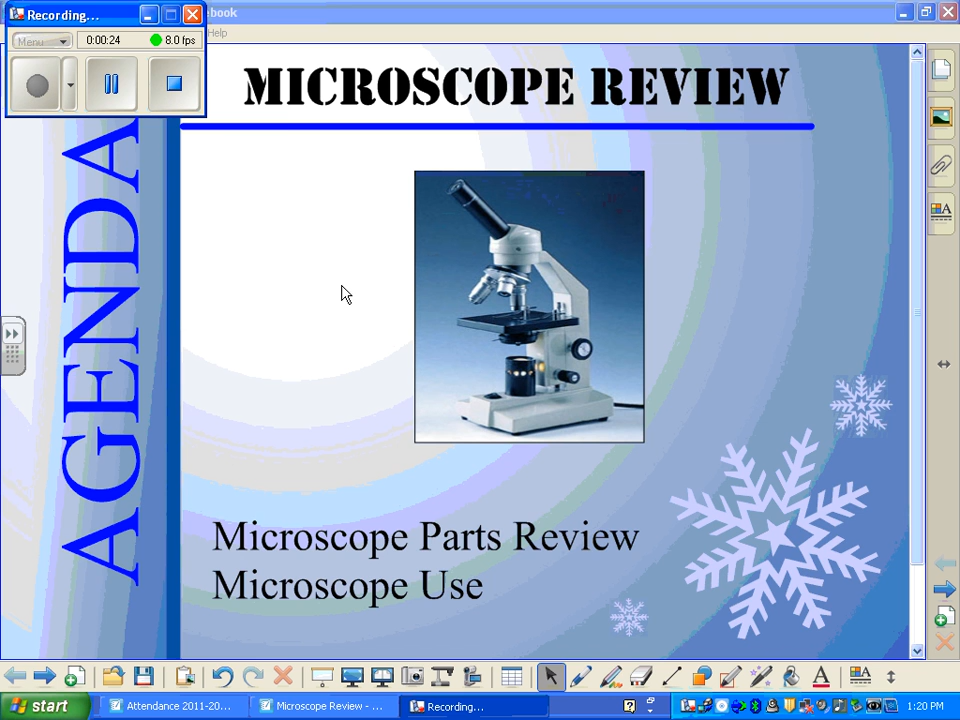 Recording...
ebook
Menu
0:00:24
8.0 fps
Help
MICROSCOPE REVIEW
AGENDA
Microscope Parts Review
Microscope Use
start
Attendance 2011-20...
Microscope Review - ...
Recording...
1:20 PM